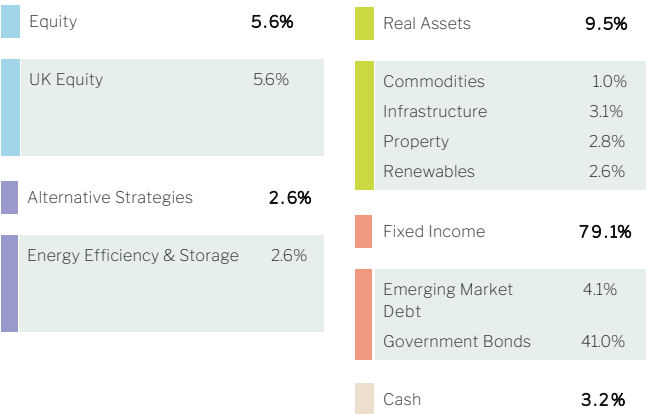 Equity 5.6%
UK Equity 5.6%
Alternative Strategies 2.6%
Energy Efficiency & Storage 2.6%
Real Assets 9.5%
Commodities 1.0%
Infrastructure 3.1%
Property 2.8%
Renewables 2.6%
Fixed Income 79.1%
Emerging Market 4.1%
Debt
Government Bonds 41.0%
Cash 3.2%